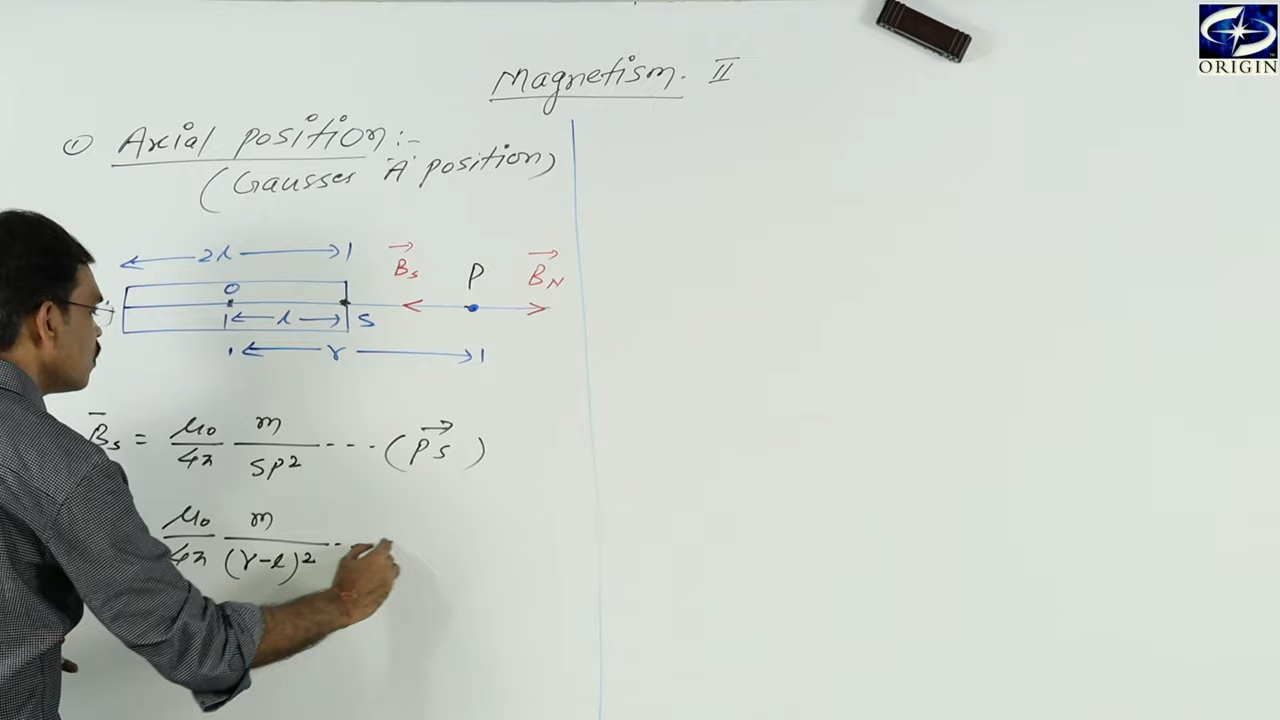 ORIGIN
Magnetism. II
① Axial position:-
(Gausses 'A' position)
2l
B⃗s P B⃗N
O
l S
r
B̅s = μ₀/4π m/SP² ---- (P⃗S)
μ₀/4π m/(r-l)² ---